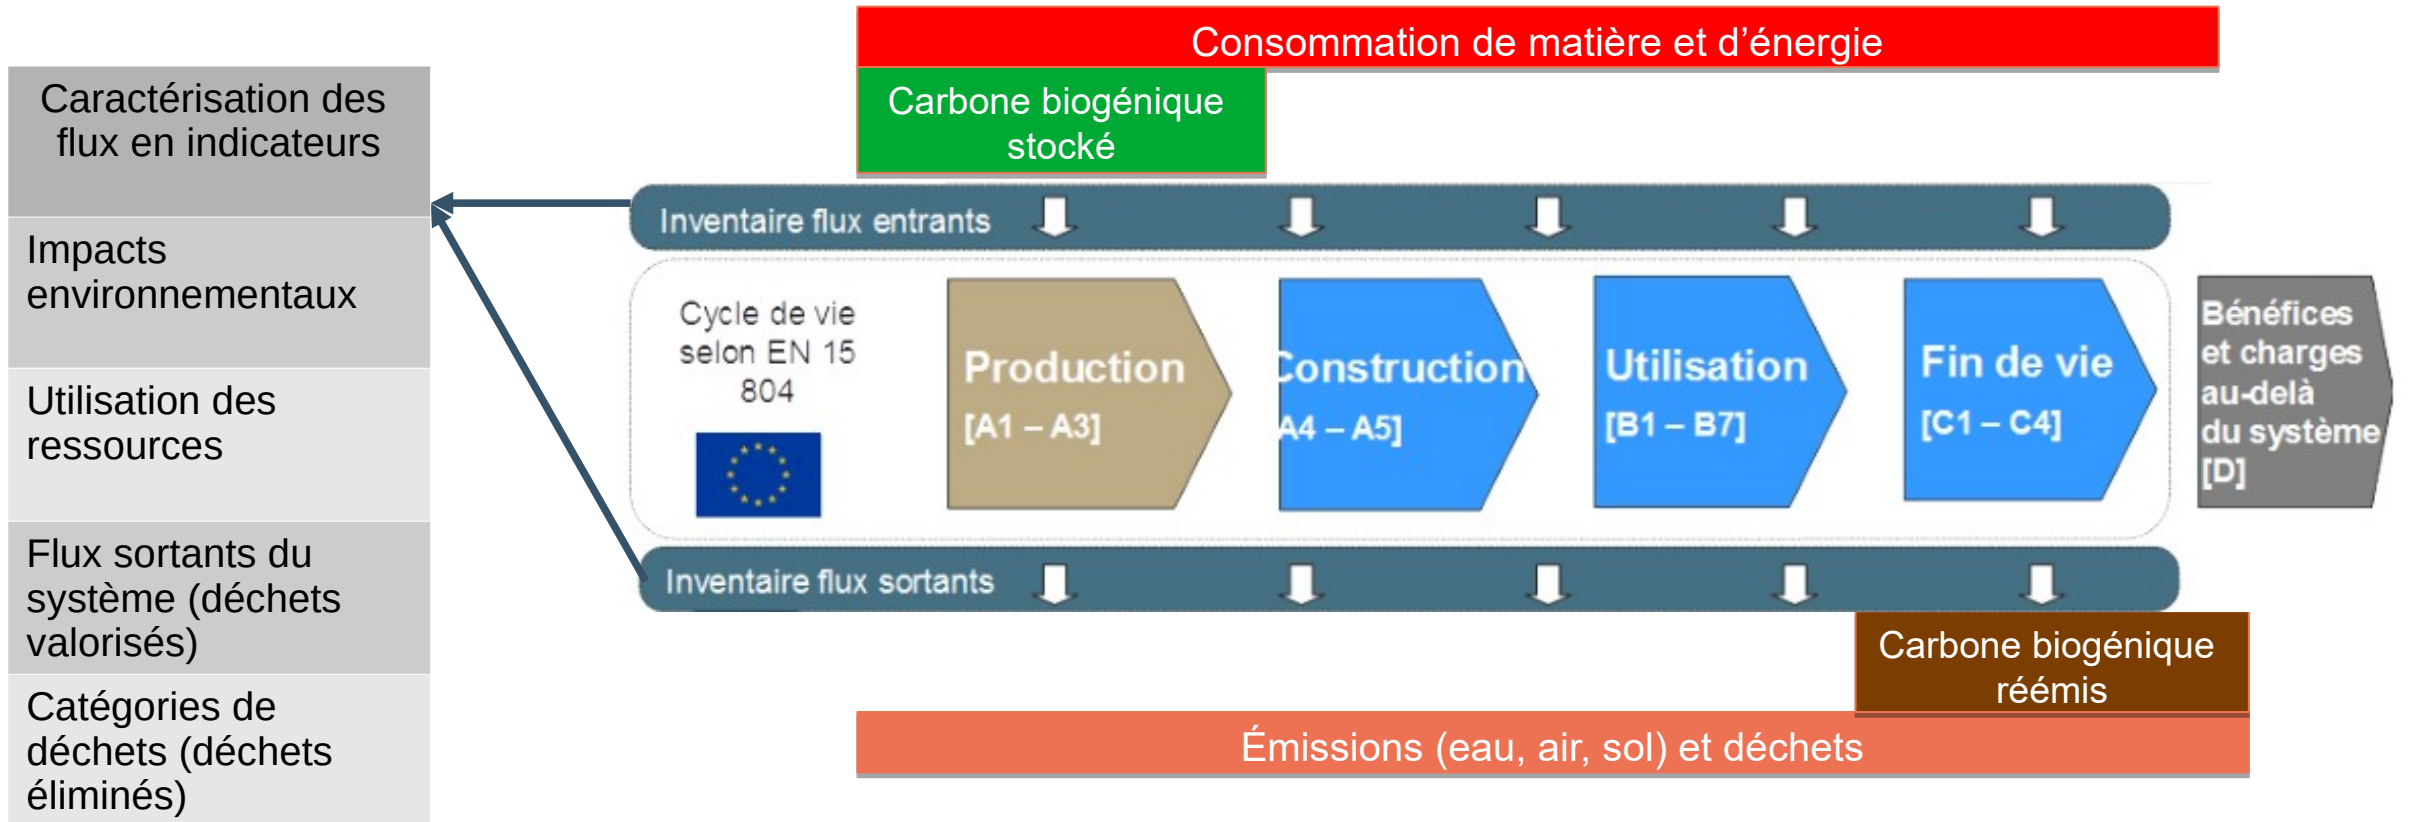 Consommation de matière et d’énergie
Carbone biogénique
stocké
Caractérisation des
flux en indicateurs
Impacts
environnementaux
Utilisation des
ressources
Flux sortants du
système (déchets
valorisés)
Catégories de
déchets (déchets
éliminés)
Inventaire flux entrants
Cycle de vie
selon EN 15
804
Production
[A1 – A3]
Construction
A4 – A5]
Utilisation
[B1 – B7]
Fin de vie
[C1 – C4]
Bénéfices
et charges
au-delà
du système
[D]
Inventaire flux sortants
Carbone biogénique
réémis
Émissions (eau, air, sol) et déchets